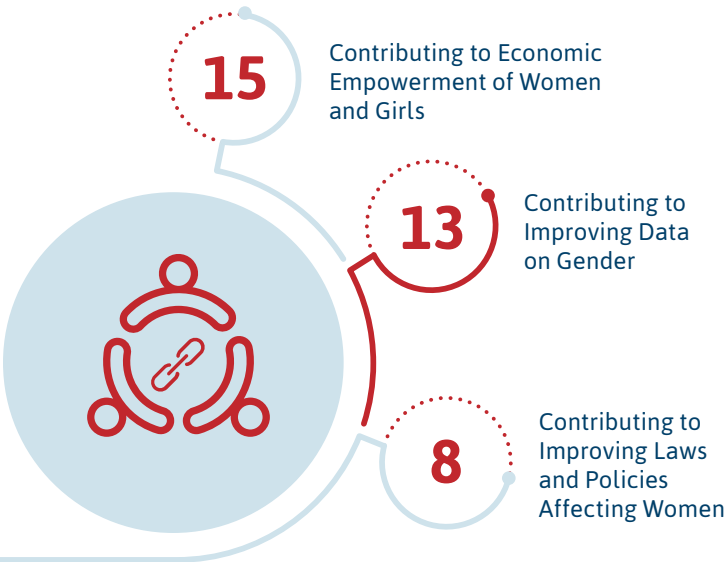 15
Contributing to Economic
Empowerment of Women
and Girls
13
Contributing to
Improving Data
on Gender
8
Contributing to
Improving Laws
and Policies
Affecting Women